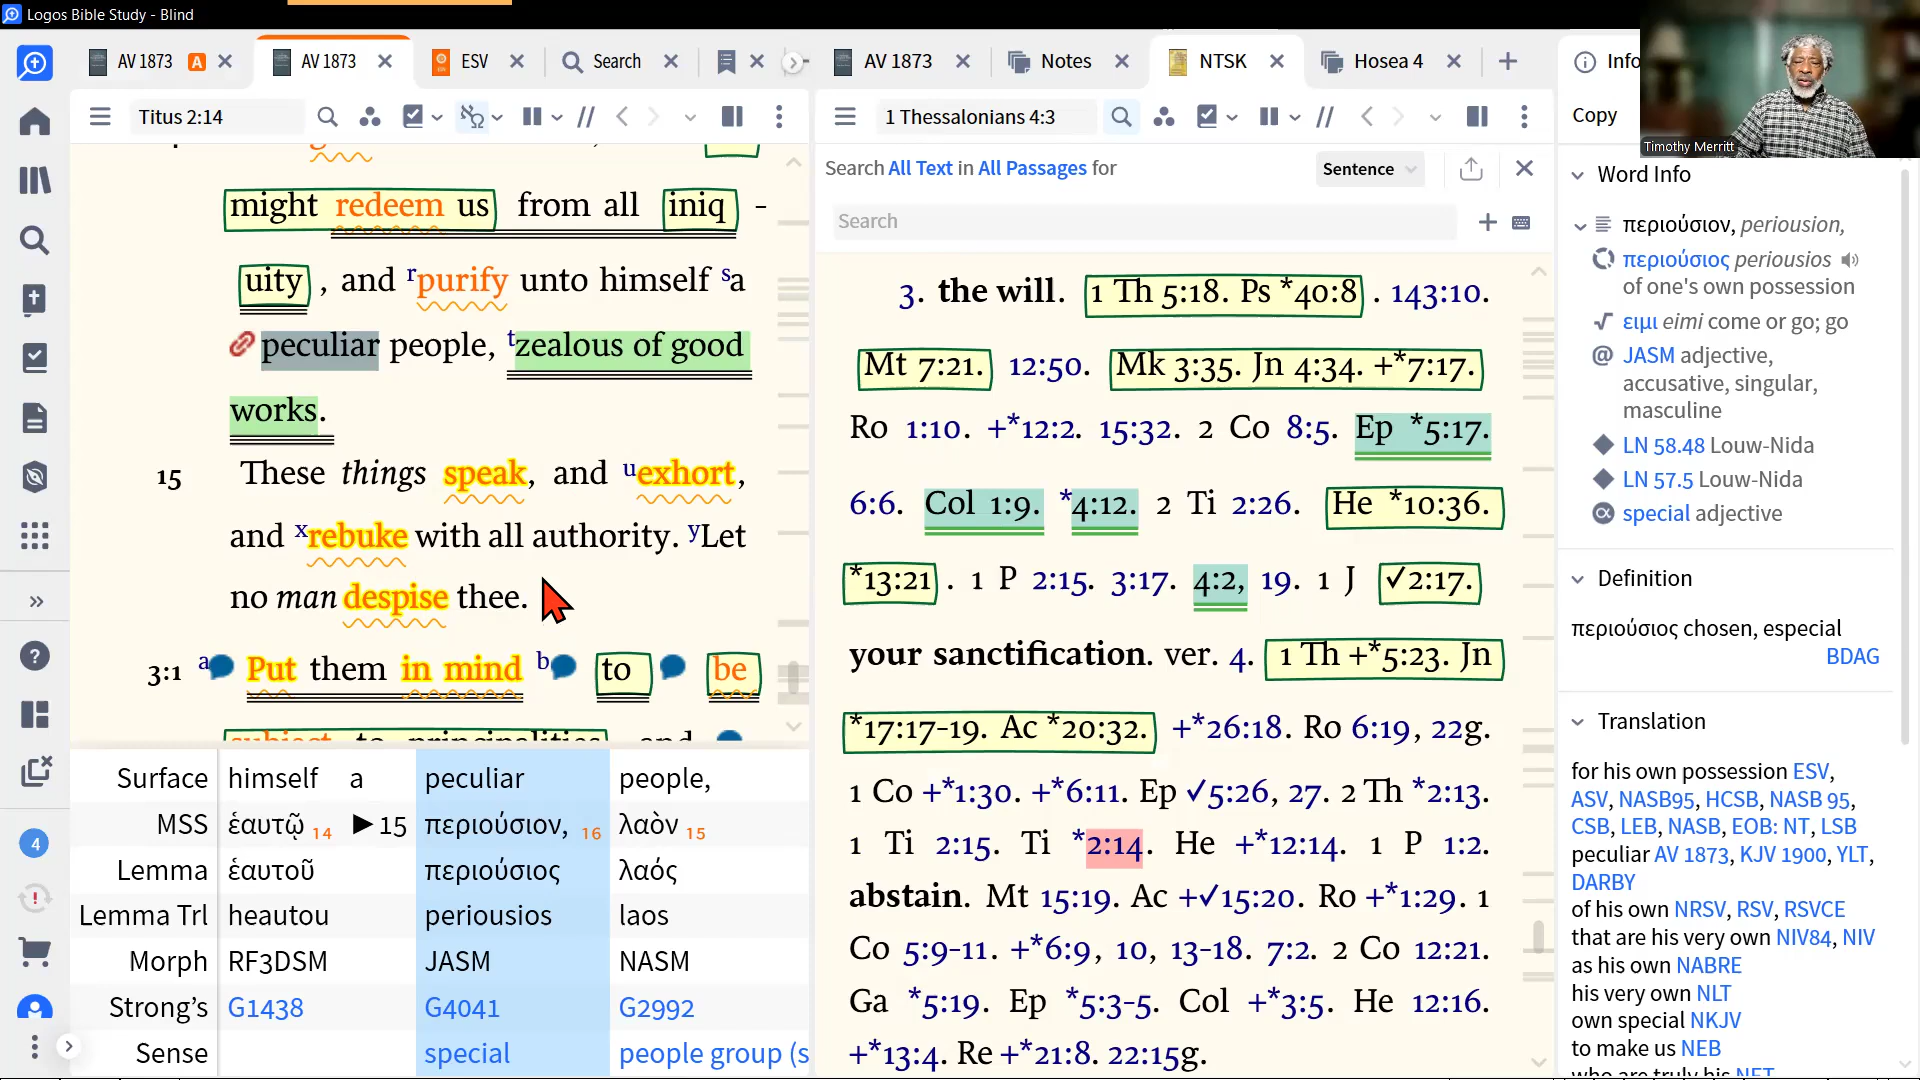 Logos Bible Study - Blind
AV 1873 A
AV 1873
ESV
Search
AV 1873
Notes
NTSK
Hosea 4
Info
Titus 2:14
1 Thessalonians 4:3
Copy
Timothy Merritt
might redeem us from all iniq -
uity , and rpurify unto himself sa
peculiar people, tzealous of good
works.
15 These things speak, and uexhort,
and xrebuke with all authority. yLet
no man despise thee.
3:1 aPut them in mind b to be
subject to principalities and
Surface himself a peculiar people,
MSS ἑαυτῷ 14 ▶15 περιούσιον, 16 λαὸν 15
Lemma ἑαυτοῦ περιούσιος λαός
Lemma Trl heautou periousios laos
Morph RF3DSM JASM NASM
Strong's G1438 G4041 G2992
Sense special people group (s
4
Search All Text in All Passages for
Sentence
Search
3. the will. 1 Th 5:18. Ps *40:8 . 143:10.
Mt 7:21. 12:50. Mk 3:35. Jn 4:34. +*7:17.
Ro 1:10. +*12:2. 15:32. 2 Co 8:5. Ep *5:17.
6:6. Col 1:9. *4:12. 2 Ti 2:26. He *10:36.
*13:21 . 1 P 2:15. 3:17. 4:2, 19. 1 J ✓2:17.
your sanctification. ver. 4. 1 Th +*5:23. Jn
*17:17-19. Ac *20:32. +*26:18. Ro 6:19, 22g.
1 Co +*1:30. +*6:11. Ep ✓5:26, 27. 2 Th *2:13.
1 Ti 2:15. Ti *2:14. He +*12:14. 1 P 1:2.
abstain. Mt 15:19. Ac +✓15:20. Ro +*1:29. 1
Co 5:9-11. +*6:9, 10, 13-18. 7:2. 2 Co 12:21.
Ga *5:19. Ep *5:3-5. Col +*3:5. He 12:16.
+*13:4. Re +*21:8. 22:15g.
Word Info
περιούσιον, periousion,
περιούσιος periousios
of one's own possession
ειμι eimi come or go; go
JASM adjective,
accusative, singular,
masculine
LN 58.48 Louw-Nida
LN 57.5 Louw-Nida
special adjective
Definition
περιούσιος chosen, especial
BDAG
Translation
for his own possession ESV,
ASV, NASB95, HCSB, NASB 95,
CSB, LEB, NASB, EOB: NT, LSB
peculiar AV 1873, KJV 1900, YLT,
DARBY
of his own NRSV, RSV, RSVCE
that are his very own NIV84, NIV
as his own NABRE
his very own NLT
own special NKJV
to make us NEB
who are truly his NET